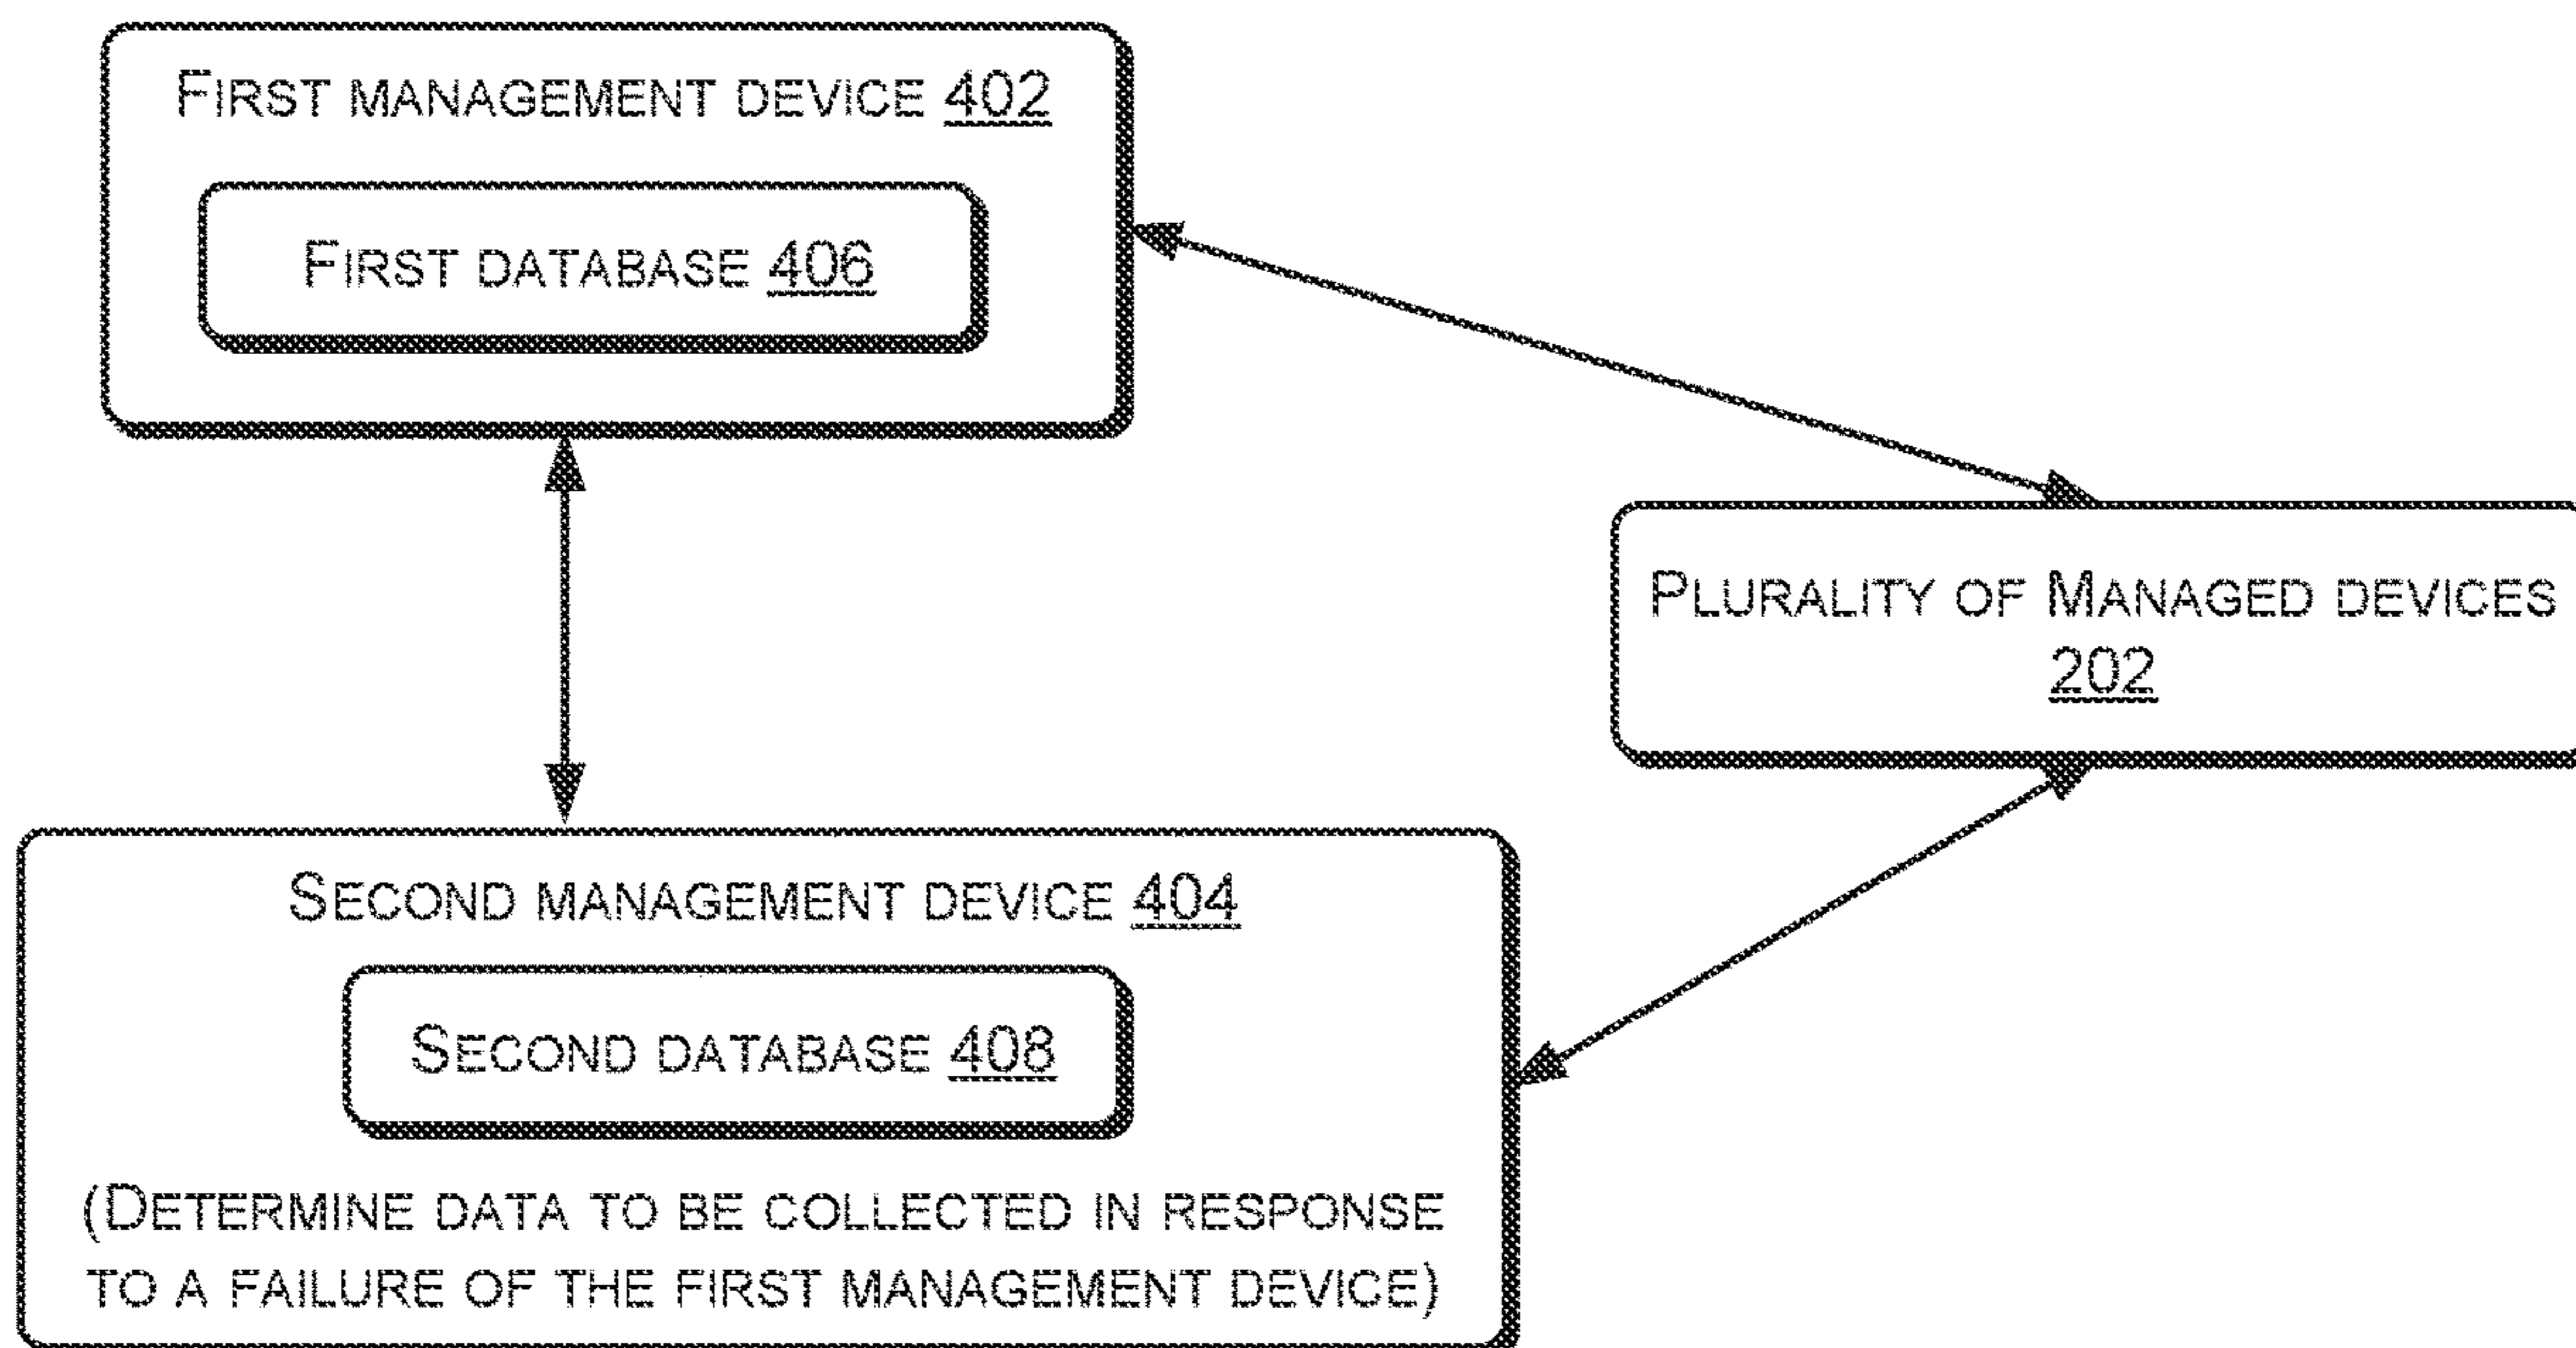 FIRST MANAGEMENT DEVICE 402
FIRST DATABASE 406
PLURALITY OF MANAGED DEVICES
202
SECOND MANAGEMENT DEVICE 404
SECOND DATABASE 408
(DETERMINE DATA TO BE COLLECTED IN RESPONSE
TO A FAILURE OF THE FIRST MANAGEMENT DEVICE)